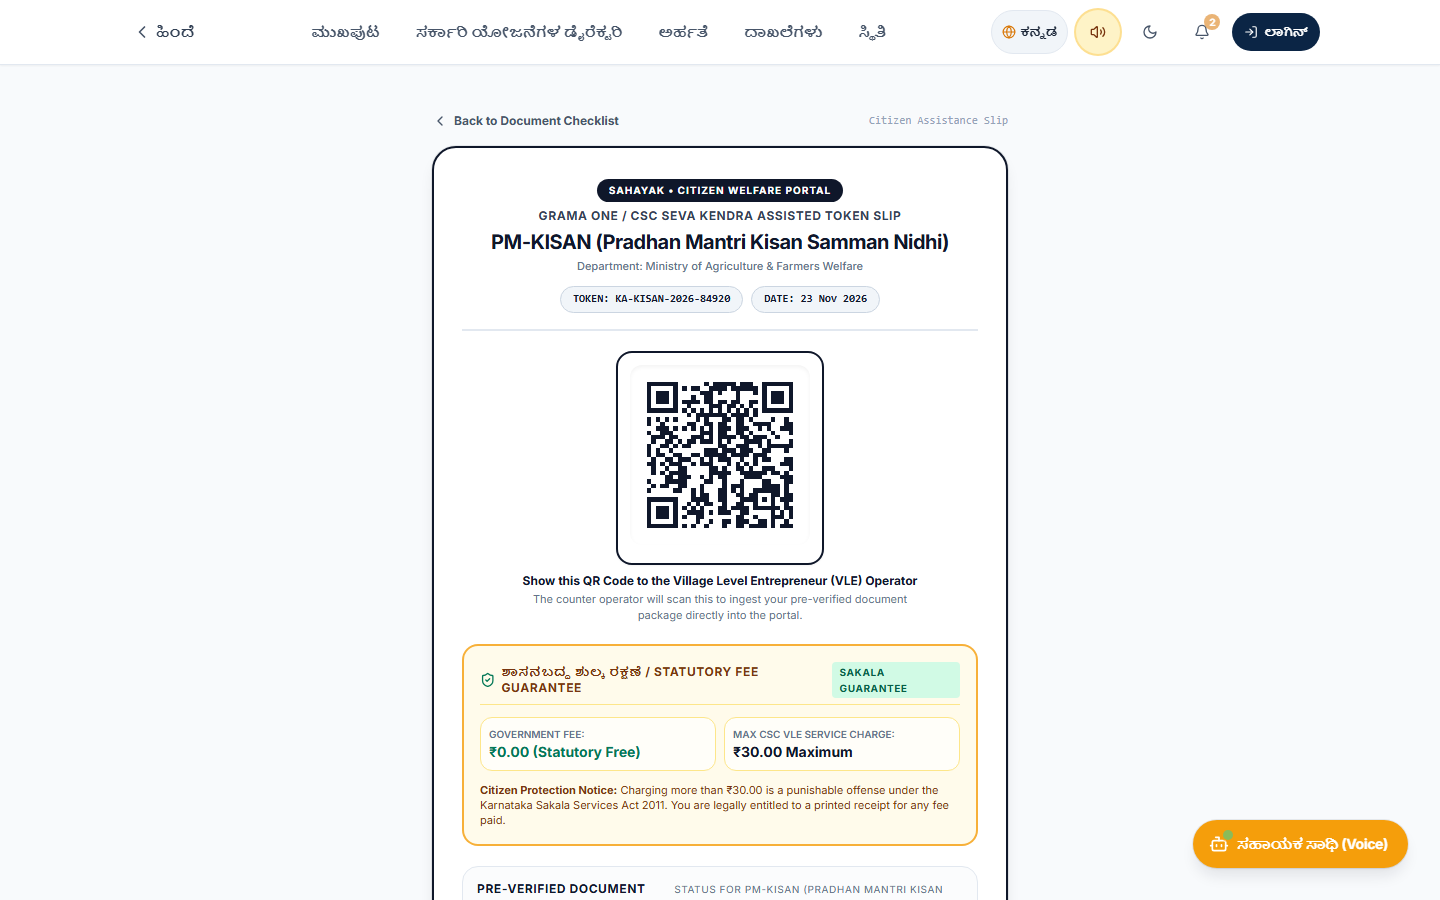 ಹಿಂದೆ
ಮುಖಪುಟ
ಸರ್ಕಾರಿ ಯೋಜನೆಗಳ ಡೈರೆಕ್ಟರಿ
ಅರ್ಹತೆ
ದಾಖಲೆಗಳು
ಸ್ಥಿತಿ
ಕನ್ನಡ
2
ಲಾಗಿನ್
Back to Document Checklist
Citizen Assistance Slip
SAHAYAK • CITIZEN WELFARE PORTAL
GRAMA ONE / CSC SEVA KENDRA ASSISTED TOKEN SLIP
PM-KISAN (Pradhan Mantri Kisan Samman Nidhi)
Department: Ministry of Agriculture & Farmers Welfare
TOKEN: KA-KISAN-2026-84920
DATE: 23 Nov 2026
Show this QR Code to the Village Level Entrepreneur (VLE) Operator
The counter operator will scan this to ingest your pre-verified document
package directly into the portal.
ಶಾಸನಬದ್ಧ ಶುಲ್ಕ ರಕ್ಷಣೆ / STATUTORY FEE
GUARANTEE
SAKALA
GUARANTEE
GOVERNMENT FEE:
₹0.00 (Statutory Free)
MAX CSC VLE SERVICE CHARGE:
₹30.00 Maximum
Citizen Protection Notice: Charging more than ₹30.00 is a punishable offense under the
Karnataka Sakala Services Act 2011. You are legally entitled to a printed receipt for any fee
paid.
PRE-VERIFIED DOCUMENT
STATUS FOR PM-KISAN (PRADHAN MANTRI KISAN
ಸಹಾಯಕ ಸಾಧಿ (Voice)